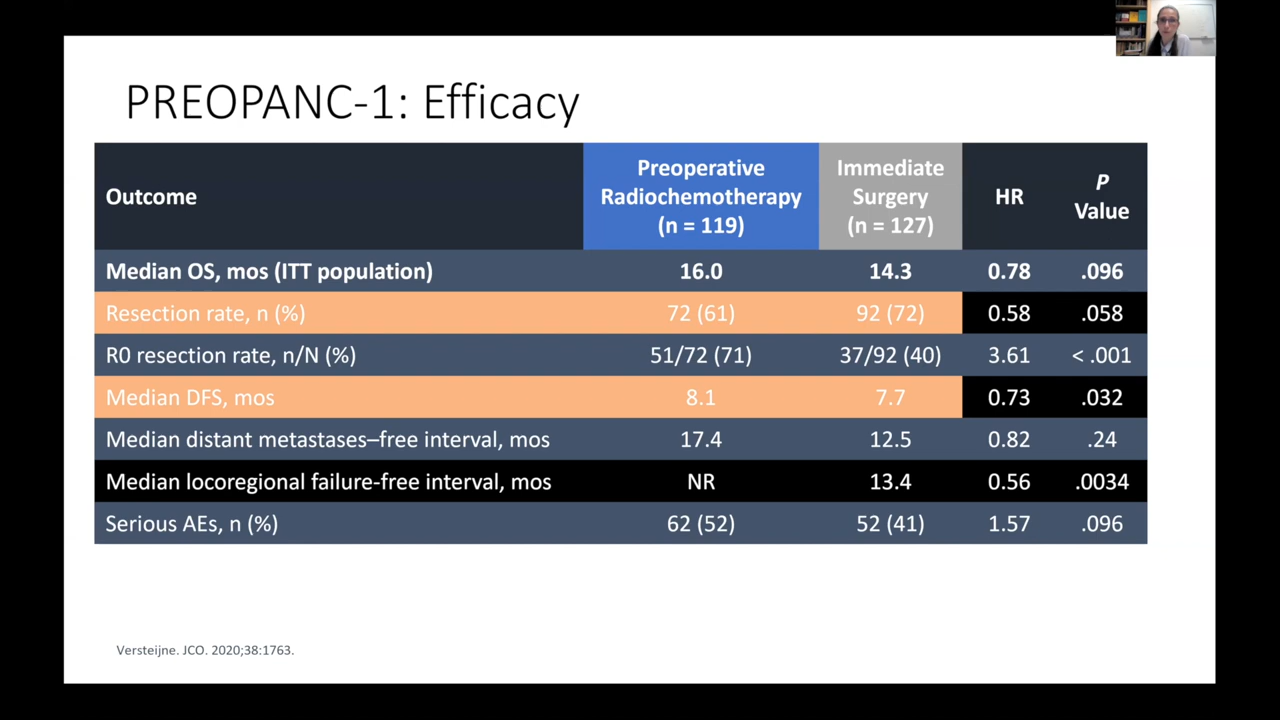 PREOPANC-1: Efficacy
Outcome
Preoperative
Radiochemotherapy
(n = 119)
Immediate
Surgery
(n = 127)
HR
P
Value
Median OS, mos (ITT population) 16.0 14.3 0.78 .096
Resection rate, n (%) 72 (61) 92 (72) 0.58 .058
R0 resection rate, n/N (%) 51/72 (71) 37/92 (40) 3.61 < .001
Median DFS, mos 8.1 7.7 0.73 .032
Median distant metastases–free interval, mos 17.4 12.5 0.82 .24
Median locoregional failure-free interval, mos NR 13.4 0.56 .0034
Serious AEs, n (%) 62 (52) 52 (41) 1.57 .096
Versteijne. JCO. 2020;38:1763.